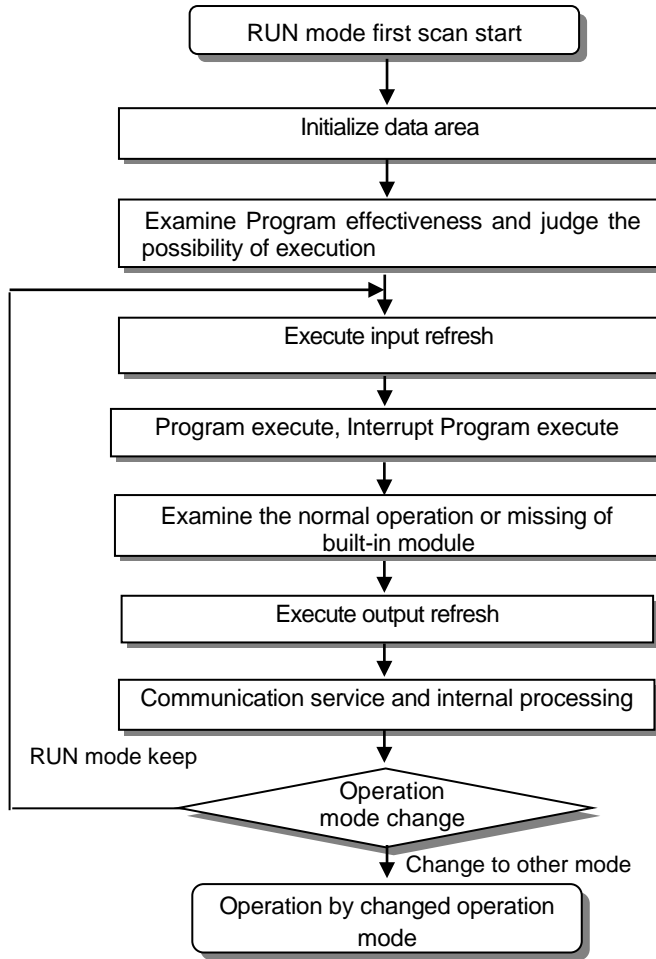 RUN mode first scan start
Initialize data area
Examine Program effectiveness and judge the
possibility of execution
Execute input refresh
Program execute, Interrupt Program execute
Examine the normal operation or missing of
built-in module
Execute output refresh
Communication service and internal processing
RUN mode keep
Operation
mode change
Change to other mode
Operation by changed operation
mode